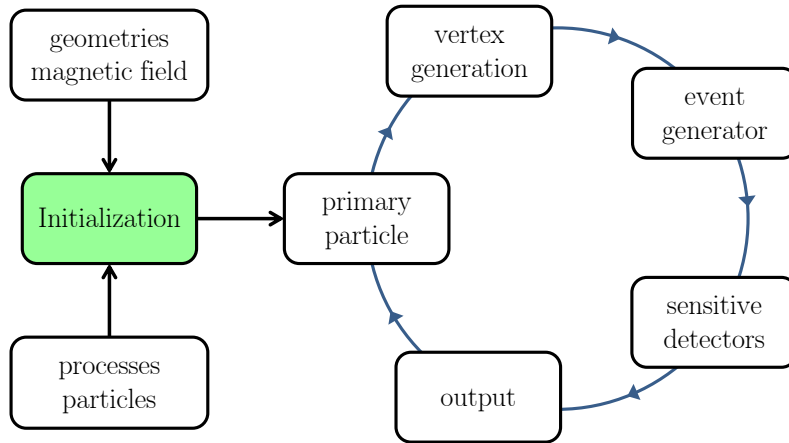 geometries
magnetic field
Initialization
processes
particles
primary
particle
vertex
generation
event
generator
sensitive
detectors
output